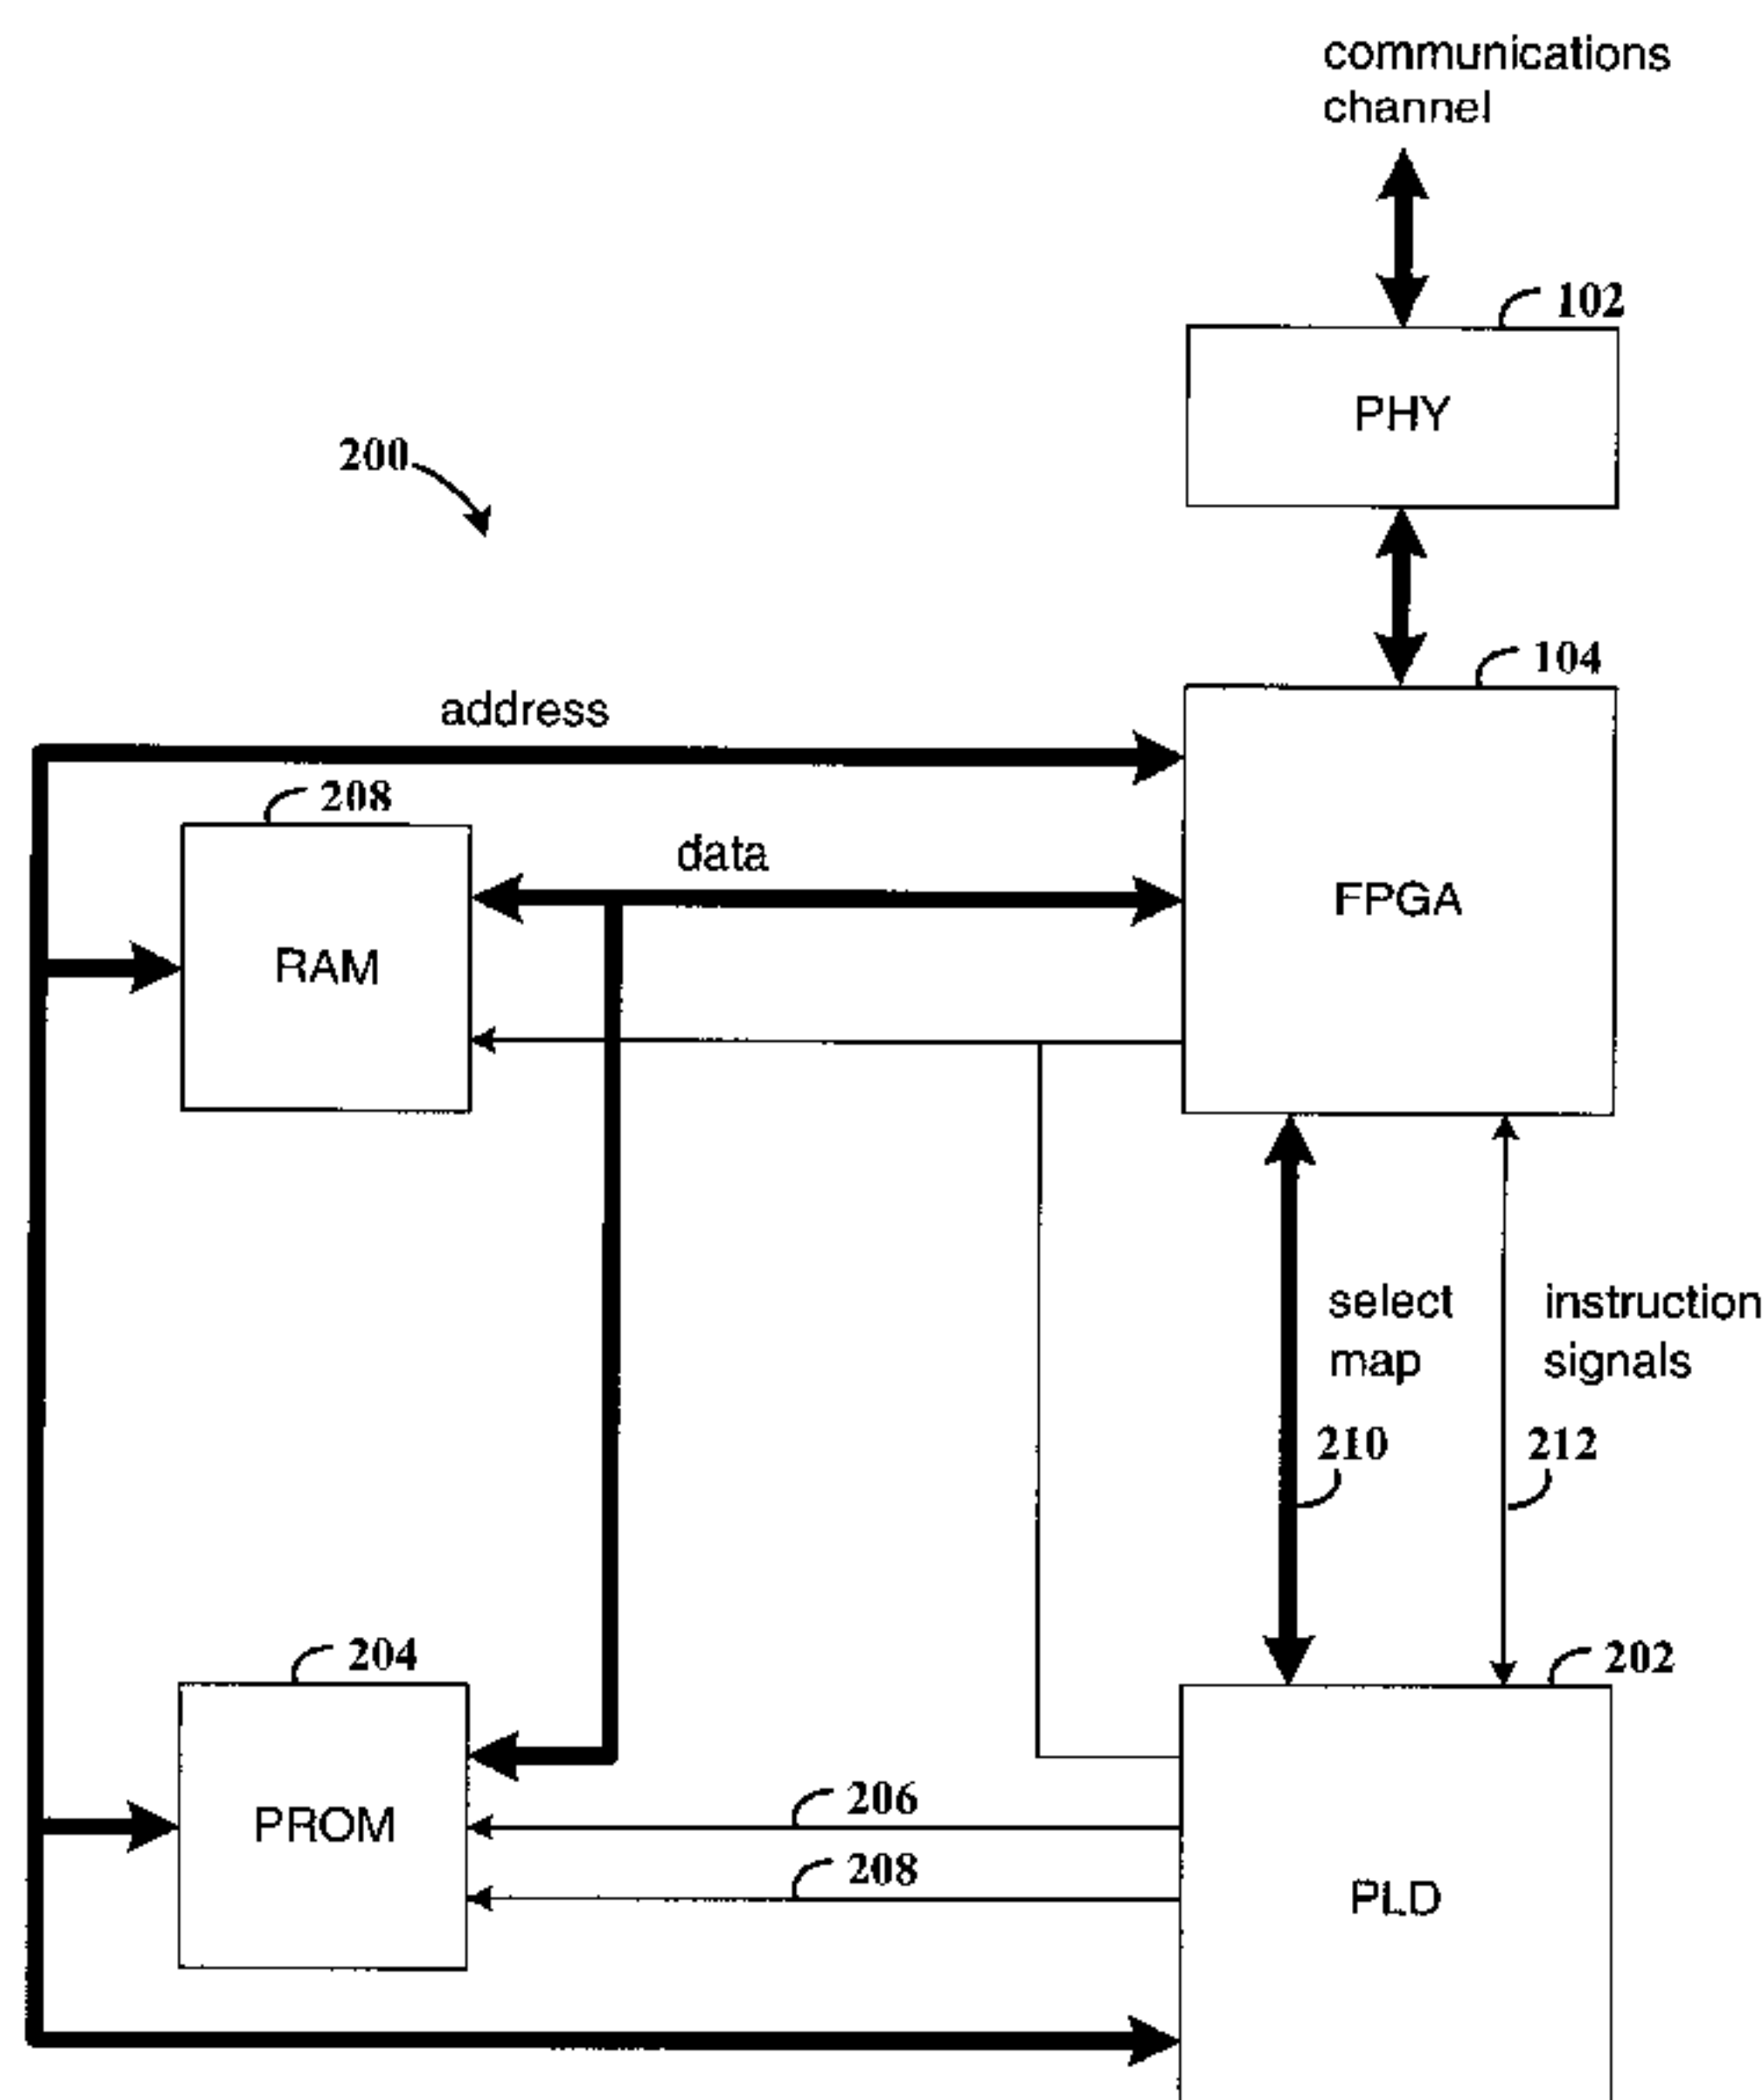 communications
channel
102
PHY
200
104
address
208
data
FPGA
RAM
select
map
instruction
signals
210
212
204
202
206
PROM
208
PLD